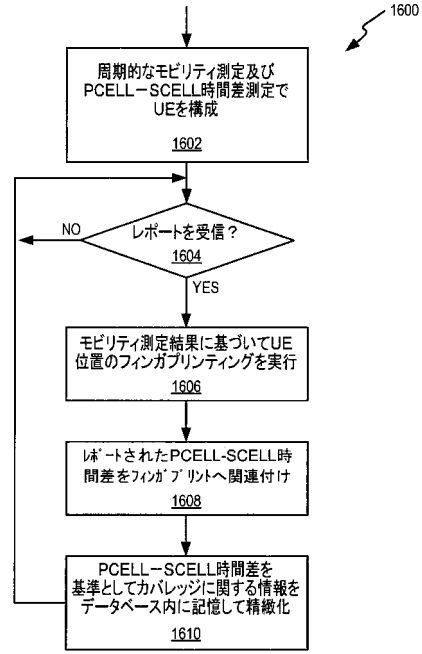 1600
周期的なモビリティ測定及び
PCELL－SCELL時間差測定で
UEを構成
1602
レポートを受信？
1604
NO
YES
モビリティ測定結果に基づいてUE
位置のフィンガプリンティングを実行
1606
ﾚﾎﾟｰﾄされたPCELL-SCELL時
間差をﾌｨﾝｶﾞﾌﾟﾘﾝﾄへ関連付け
1608
PCELL－SCELL時間差を
基準としてカバレッジに関する情報を
データベース内に記憶して精緻化
1610